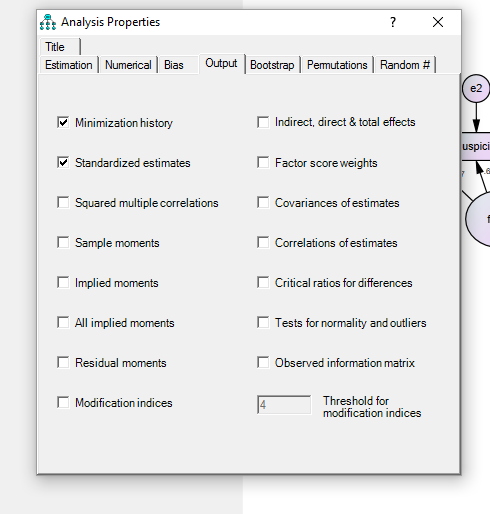 Analysis Properties
?
Title
Estimation Numerical Bias Output Bootstrap Permutations Random #
e2
Minimization history
Indirect, direct & total effects
uspici
Standardized estimates
Factor score weights
Squared multiple correlations
Covariances of estimates
Sample moments
Correlations of estimates
Implied moments
Critical ratios for differences
All implied moments
Tests for normality and outliers
Residual moments
Observed information matrix
Modification indices
4
Threshold for
modification indices